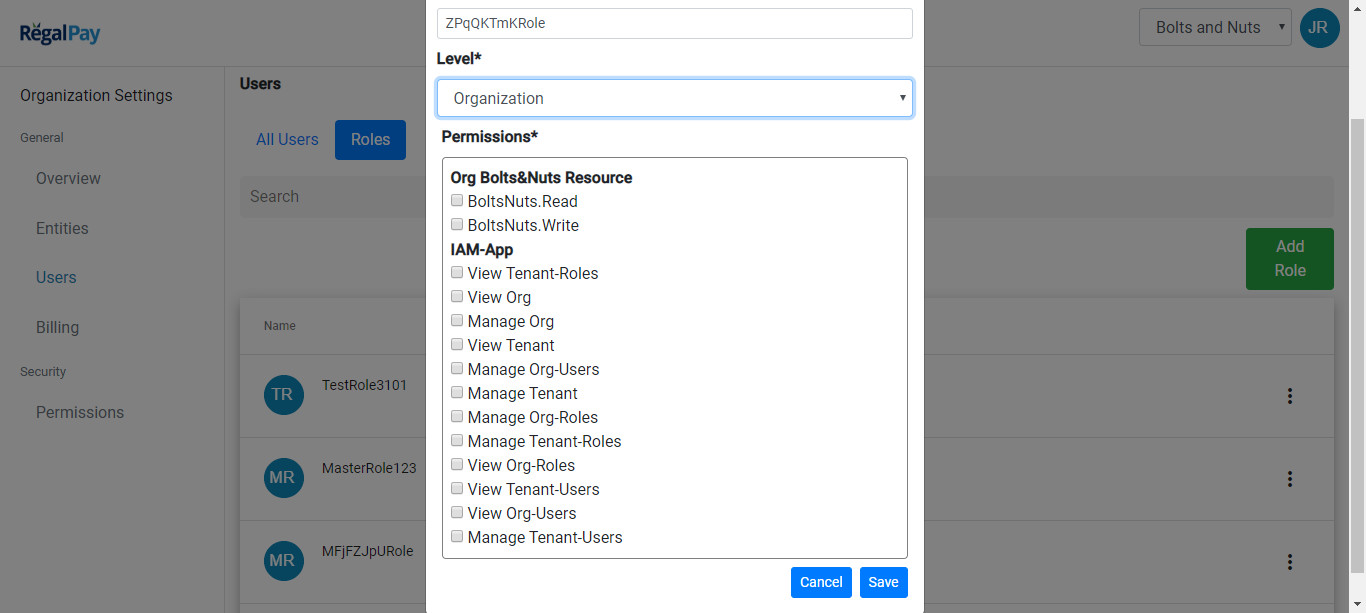 RegalPay
Bolts and Nuts
JR
Organization Settings
General
Overview
Entities
Users
Billing
Security
Permissions
Users
All Users
Roles
Search
Add
Role
Name
TR
TestRole3101
MR
MasterRole123
MR
MFjFZJpURole
ZPqQKTmKRole
Level*
Organization
Permissions*
Org Bolts&Nuts Resource
BoltsNuts.Read
BoltsNuts.Write
IAM-App
View Tenant-Roles
View Org
Manage Org
View Tenant
Manage Org-Users
Manage Tenant
Manage Org-Roles
Manage Tenant-Roles
View Org-Roles
View Tenant-Users
View Org-Users
Manage Tenant-Users
Cancel
Save